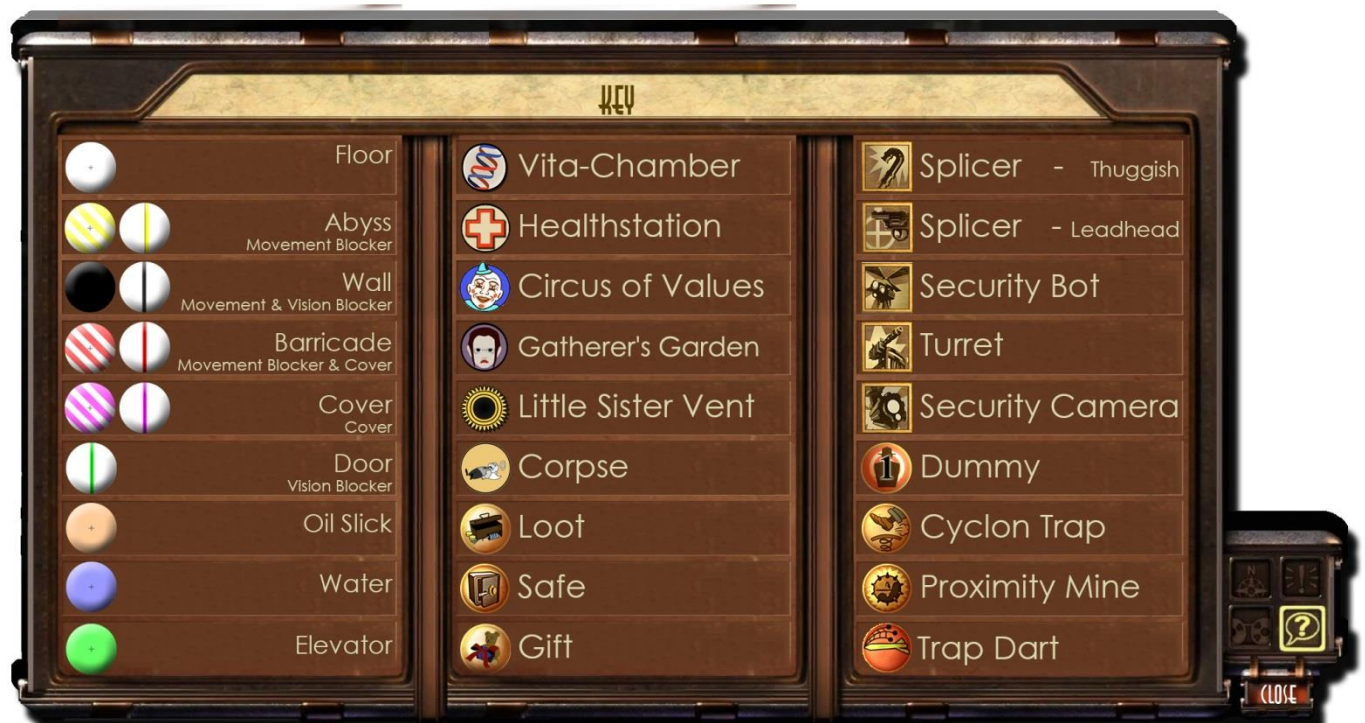 KEY
Floor
Abyss
Movement Blocker
Wall
Movement & Vision Blocker
Barricade
Movement Blocker & Cover
Cover
Cover
Door
Vision Blocker
Oil Slick
Water
Elevator
Vita-Chamber
Healthstation
Circus of Values
Gatherer's Garden
Little Sister Vent
Corpse
Loot
Safe
Gift
Splicer - Thuggish
Splicer - Leadhead
Security Bot
Turret
Security Camera
1 Dummy
Cyclon Trap
Proximity Mine
Trap Dart
N
?
CLOSE